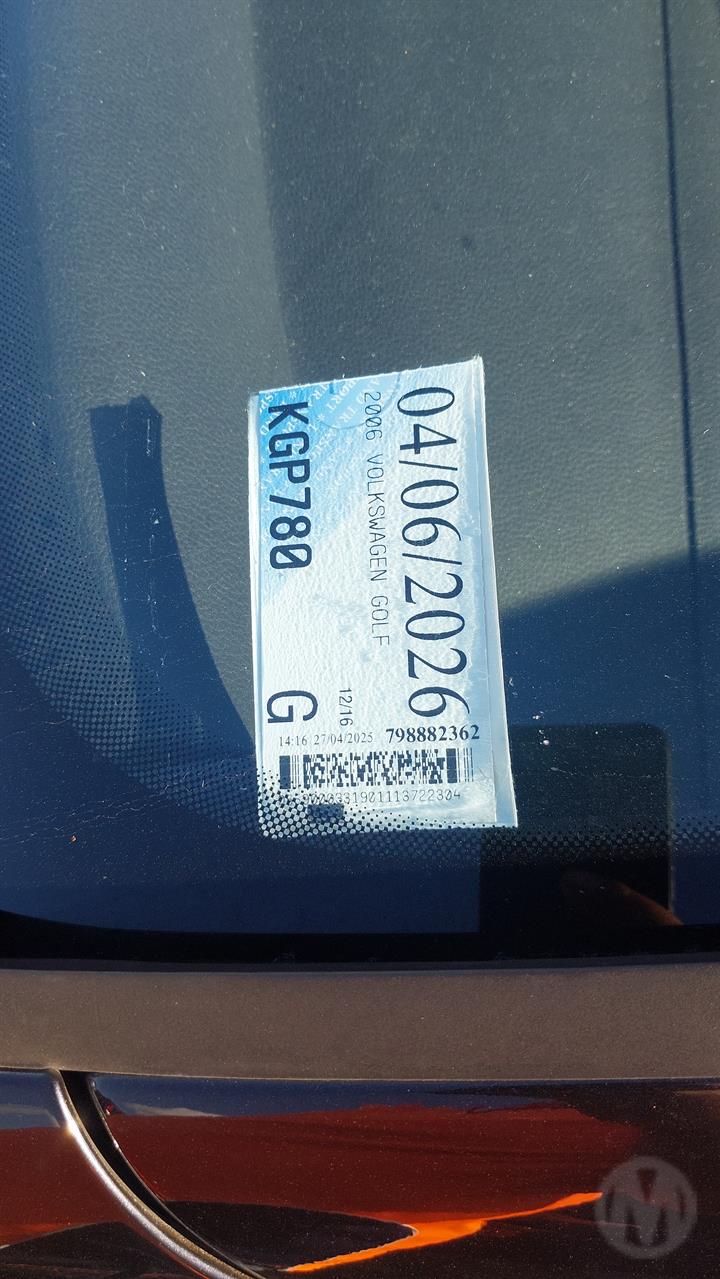 04/06/2026
2006 VOLKSWAGEN GOLF
KGP780
12/16
G
798882362
14:16 27/04/2025
M